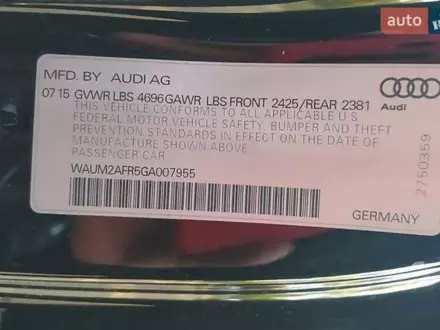 auto
MFD. BY AUDI AG
07 15 GVWR LBS 4696 GAWR LBS FRONT 2425/REAR 2381
THIS VEHICLE CONFORMS TO ALL APPLICABLE U S
FEDERAL MOTOR VEHICLE SAFETY, BUMPER AND THEFT
PREVENTION STANDARDS IN EFFECT ON THE DATE OF
MANUFACTURE SHOWN ABOVE
PASSENGER CAR
WAUM2AFR5GA007955
Audi
2750359
GERMANY